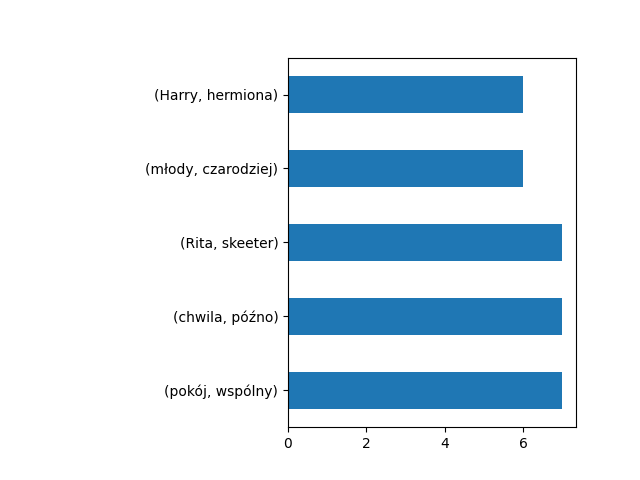 (Harry, hermiona)
(młody, czarodziej)
(Rita, skeeter)
(chwila, późno)
(pokój, wspólny)
0 2 4 6